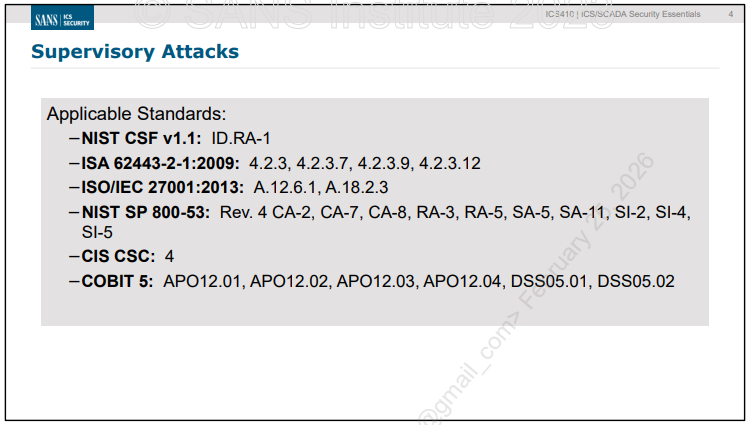 © SANS Institute 2026
SANS ICS SECURITY
ICS410 | ICS/SCADA Security Essentials 4
Supervisory Attacks
Applicable Standards:
–NIST CSF v1.1: ID.RA-1
–ISA 62443-2-1:2009: 4.2.3, 4.2.3.7, 4.2.3.9, 4.2.3.12
–ISO/IEC 27001:2013: A.12.6.1, A.18.2.3
–NIST SP 800-53: Rev. 4 CA-2, CA-7, CA-8, RA-3, RA-5, SA-5, SA-11, SI-2, SI-4,
SI-5
–CIS CSC: 4
–COBIT 5: APO12.01, APO12.02, APO12.03, APO12.04, DSS05.01, DSS05.02
@gmail_com> February 2026